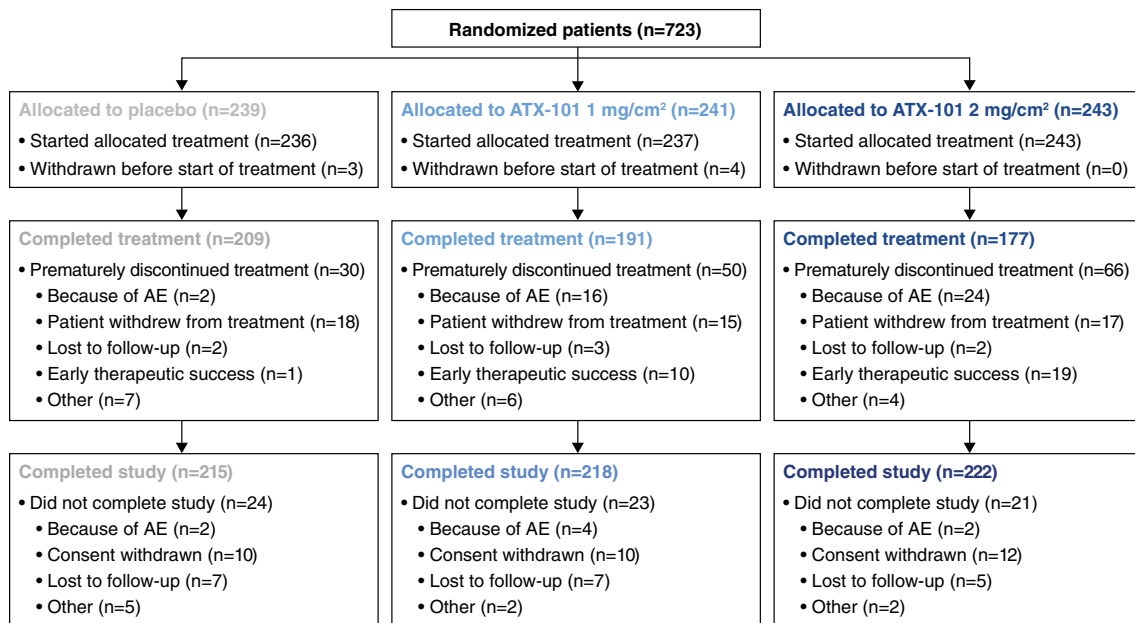 Randomized patients (n=723)
Allocated to placebo (n=239)
• Started allocated treatment (n=236)
• Withdrawn before start of treatment (n=3)
Allocated to ATX-101 1 mg/cm² (n=241)
• Started allocated treatment (n=237)
• Withdrawn before start of treatment (n=4)
Allocated to ATX-101 2 mg/cm² (n=243)
• Started allocated treatment (n=243)
• Withdrawn before start of treatment (n=0)
Completed treatment (n=209)
• Prematurely discontinued treatment (n=30)
• Because of AE (n=2)
• Patient withdrew from treatment (n=18)
• Lost to follow-up (n=2)
• Early therapeutic success (n=1)
• Other (n=7)
Completed treatment (n=191)
• Prematurely discontinued treatment (n=50)
• Because of AE (n=16)
• Patient withdrew from treatment (n=15)
• Lost to follow-up (n=3)
• Early therapeutic success (n=10)
• Other (n=6)
Completed treatment (n=177)
• Prematurely discontinued treatment (n=66)
• Because of AE (n=24)
• Patient withdrew from treatment (n=17)
• Lost to follow-up (n=2)
• Early therapeutic success (n=19)
• Other (n=4)
Completed study (n=215)
• Did not complete study (n=24)
• Because of AE (n=2)
• Consent withdrawn (n=10)
• Lost to follow-up (n=7)
• Other (n=5)
Completed study (n=218)
• Did not complete study (n=23)
• Because of AE (n=4)
• Consent withdrawn (n=10)
• Lost to follow-up (n=7)
• Other (n=2)
Completed study (n=222)
• Did not complete study (n=21)
• Because of AE (n=2)
• Consent withdrawn (n=12)
• Lost to follow-up (n=5)
• Other (n=2)